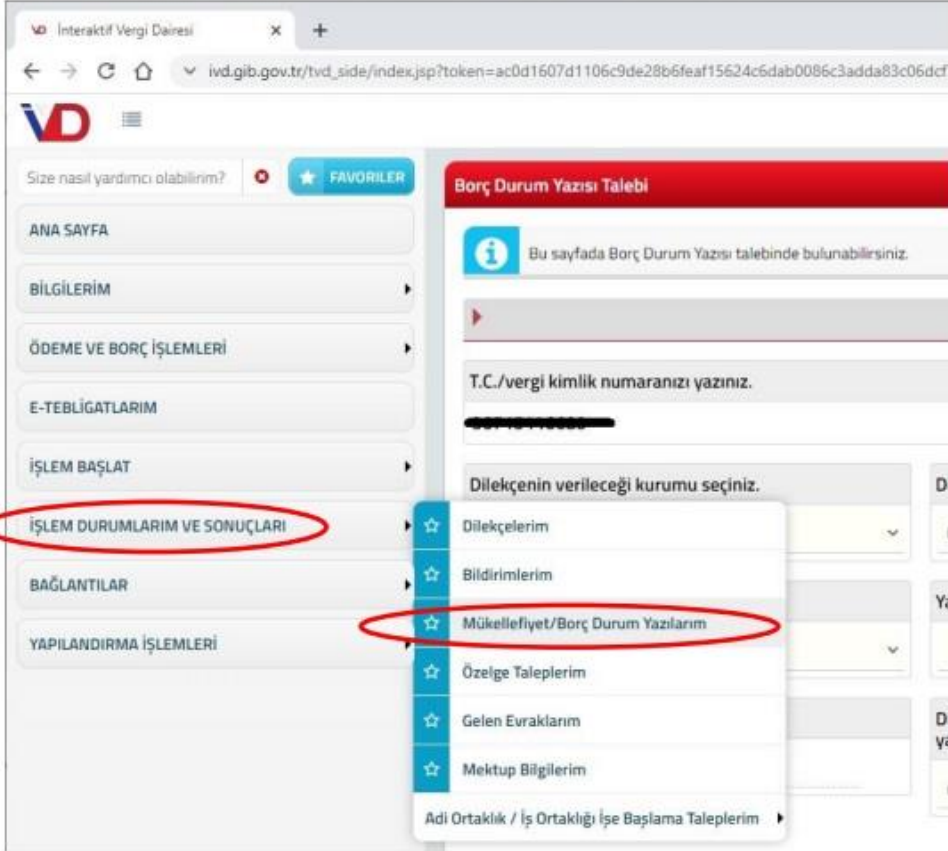 İnteraktif Vergi Dairesi
ivd.gib.gov.tr/tvd_side/index.jsp?token=ac0d1607d1106c9de28b6feaf15624c6dab0086c3adda83c06dcf
VD
Size nasıl yardımcı olabilirim?
FAVORİLER
ANA SAYFA
BİLGİLERİM
ÖDEME VE BORÇ İŞLEMLERİ
E-TEBLİGATLARIM
İŞLEM BAŞLAT
İŞLEM DURUMLARIM VE SONUÇLARI
BAĞLANTILAR
YAPILANDIRMA İŞLEMLERİ
Borç Durum Yazısı Talebi
Bu sayfada Borç Durum Yazısı talebinde bulunabilirsiniz.
T.C./vergi kimlik numaranızı yazınız.
Dilekçenin verileceği kurumu seçiniz.
Dilekçelerim
Bildirimlerim
Mükellefiyet/Borç Durum Yazılarım
Özelge Taleplerim
Gelen Evraklarım
Mektup Bilgilerim
Adi Ortaklık / İş Ortaklığı İşe Başlama Taleplerim